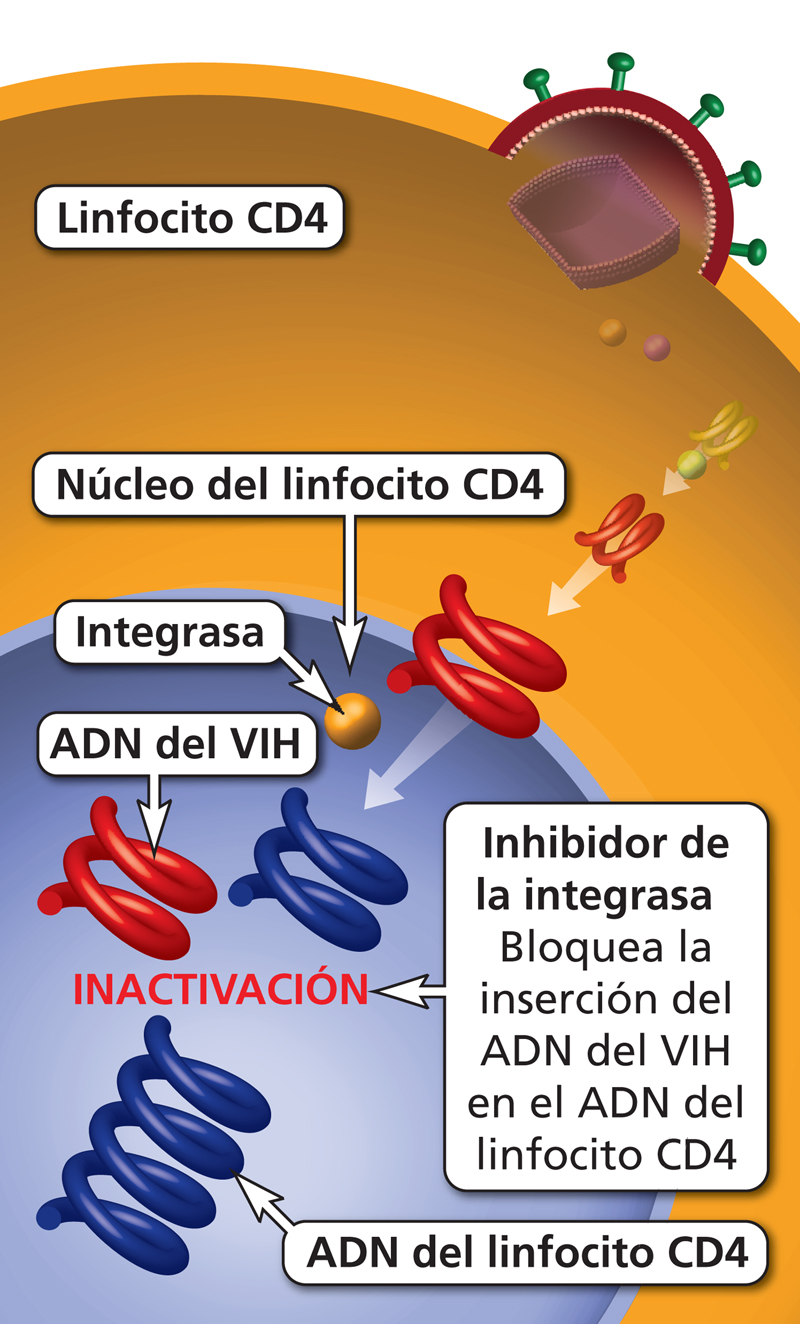 Linfocito CD4
Núcleo del linfocito CD4
Integrasa
ADN del VIH
Inhibidor de
la integrasa
Bloquea la
inserción del
ADN del VIH
en el ADN del
linfocito CD4
INACTIVACIÓN
ADN del linfocito CD4